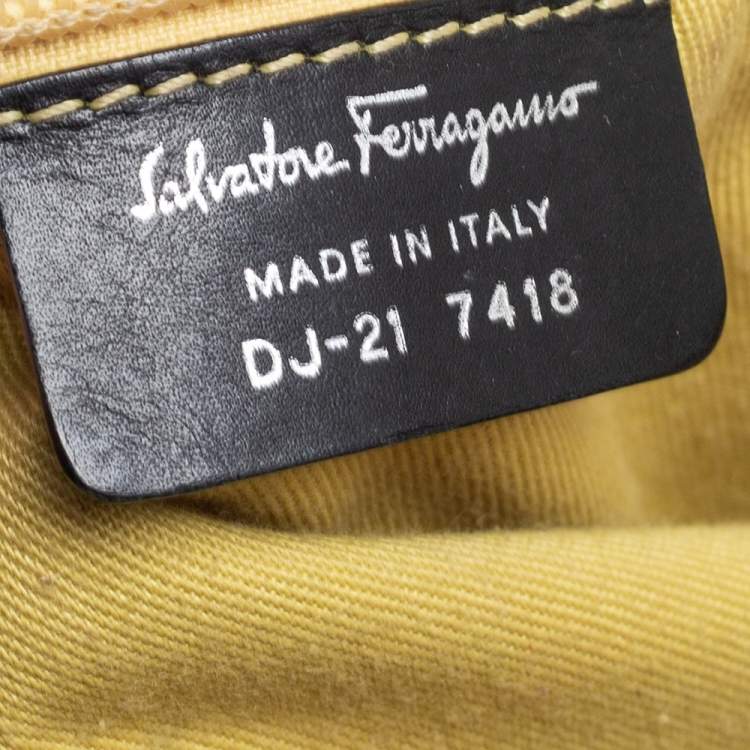 Salvatore Ferragamo
MADE IN ITALY
DJ-21 7418